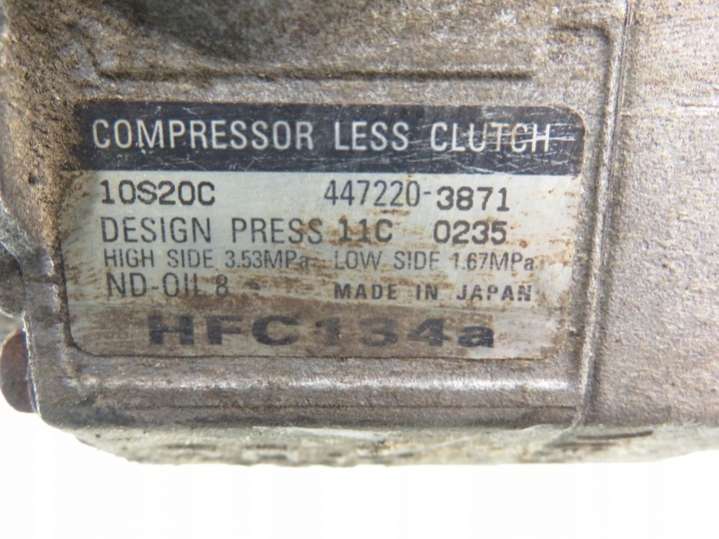 COMPRESSOR LESS CLUTCH
10S20C 447220-3871
DESIGN PRESS 11C 0235
HIGH SIDE 3.53MPa LOW SIDE 1.67MPa
ND-OIL 8 MADE IN JAPAN
HFC134a